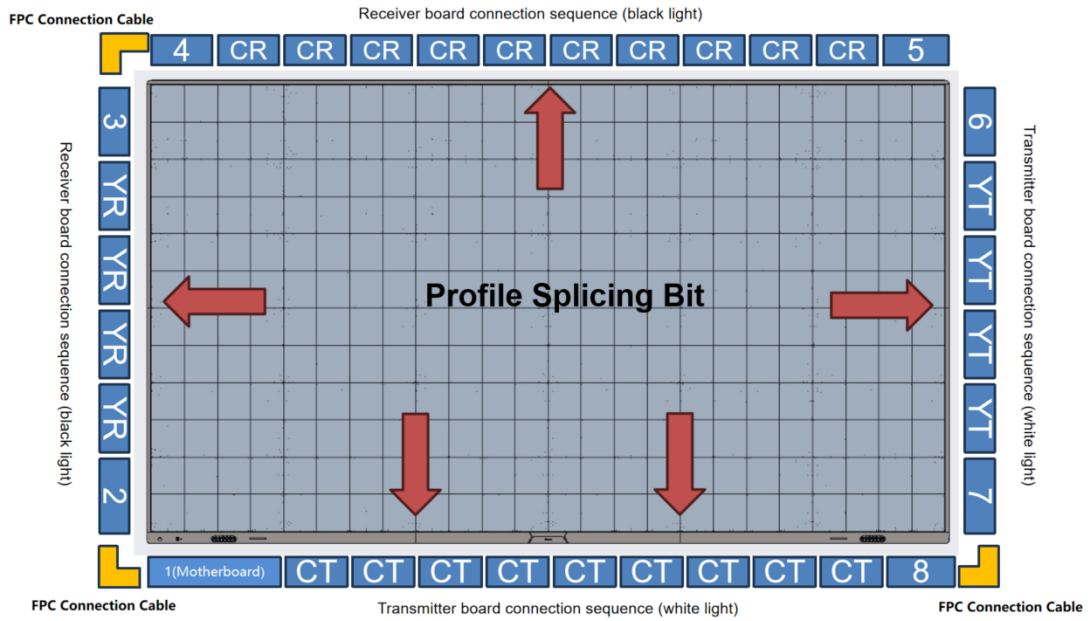 Receiver board connection sequence (black light)
FPC Connection Cable
4 CR CR CR CR CR CR CR CR CR CR 5
3
YR
YR
YR
YR
2
Receiver board connection sequence (black light)
Profile Splicing Bit
6
YT
YT
YT
YT
7
Transmitter board connection sequence (white light)
1(Motherboard) CT CT CT CT CT CT CT CT CT 8
FPC Connection Cable
Transmitter board connection sequence (white light)
FPC Connection Cable